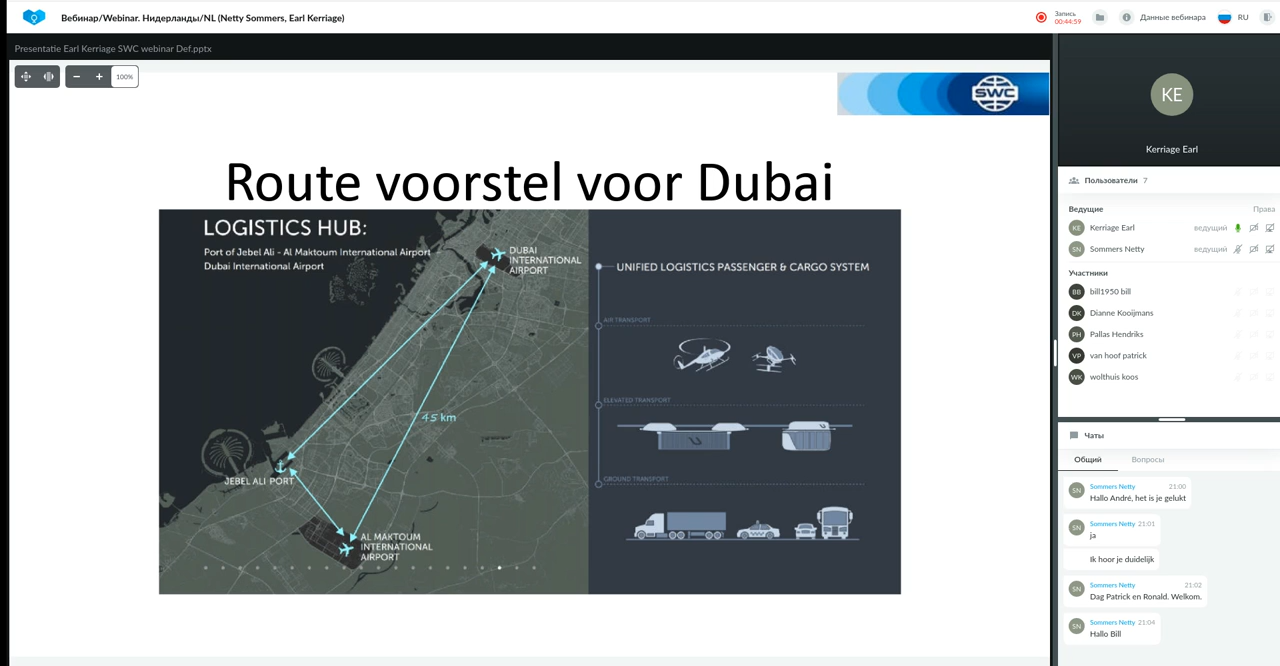 Вебинар/Webinar. Нидерланды/NL (Netty Sommers, Earl Kerriage)
Запись
00:44:59
Данные вебинара
RU
Presentatie Earl Kerriage SWC webinar Def.pptx
100%
SWC
Route voorstel voor Dubai
LOGISTICS HUB:
Port of Jebel Ali - Al Maktoum International Airport
Dubai International Airport
DUBAI
INTERNATIONAL
AIRPORT
45 km
JEBEL ALI PORT
AL MAKTOUM
INTERNATIONAL
AIRPORT
UNIFIED LOGISTICS PASSENGER & CARGO SYSTEM
AIR TRANSPORT
ELEVATED TRANSPORT
GROUND TRANSPORT
KE
Kerriage Earl
Пользователи 7
Ведущие Права
KE Kerriage Earl ведущий
SN Sommers Netty ведущий
Участники
BB bill1950 bill
DK Dianne Kooijmans
PH Pallas Hendriks
VP van hoof patrick
WK wolthuis koos
Чаты
Общий Вопросы
SN Sommers Netty 21:00
Hallo André, het is je gelukt
SN Sommers Netty 21:01
ja
Ik hoor je duidelijk
SN Sommers Netty 21:02
Dag Patrick en Ronald. Welkom.
SN Sommers Netty 21:04
Hallo Bill